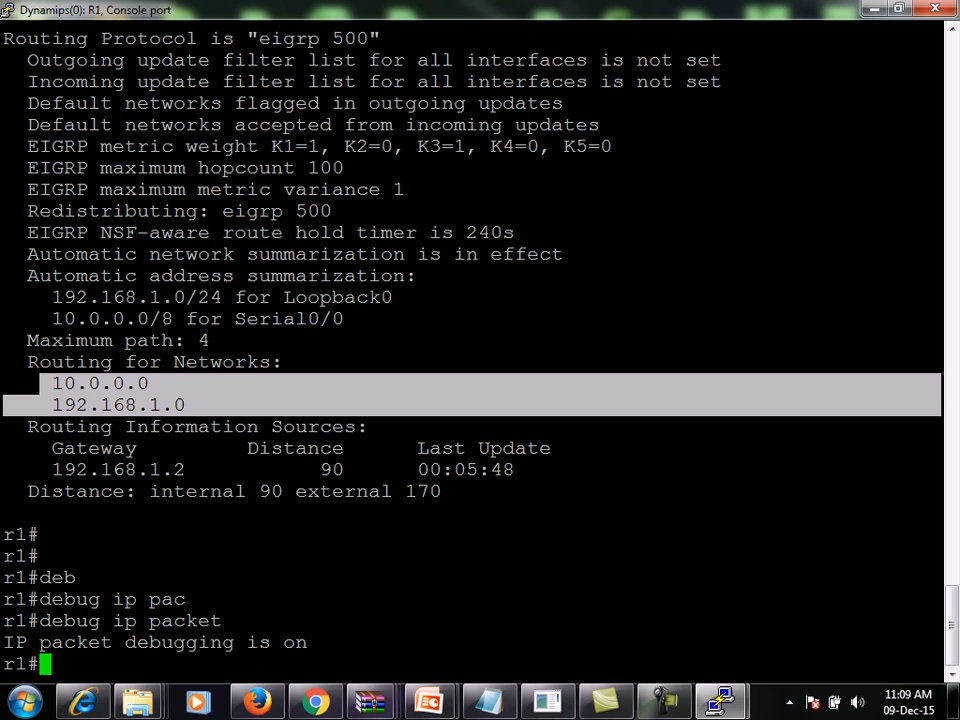 Dynamips(0): R1, Console port
Routing Protocol is "eigrp 500"
Outgoing update filter list for all interfaces is not set
Incoming update filter list for all interfaces is not set
Default networks flagged in outgoing updates
Default networks accepted from incoming updates
EIGRP metric weight K1=1, K2=0, K3=1, K4=0, K5=0
EIGRP maximum hopcount 100
EIGRP maximum metric variance 1
Redistributing: eigrp 500
EIGRP NSF-aware route hold timer is 240s
Automatic network summarization is in effect
Automatic address summarization:
192.168.1.0/24 for Loopback0
10.0.0.0/8 for Serial0/0
Maximum path: 4
Routing for Networks:
10.0.0.0
192.168.1.0
Routing Information Sources:
Gateway Distance Last Update
192.168.1.2 90 00:05:48
Distance: internal 90 external 170
r1#
r1#
r1#deb
r1#debug ip pac
r1#debug ip packet
IP packet debugging is on
r1#
11:09 AM
09-Dec-15